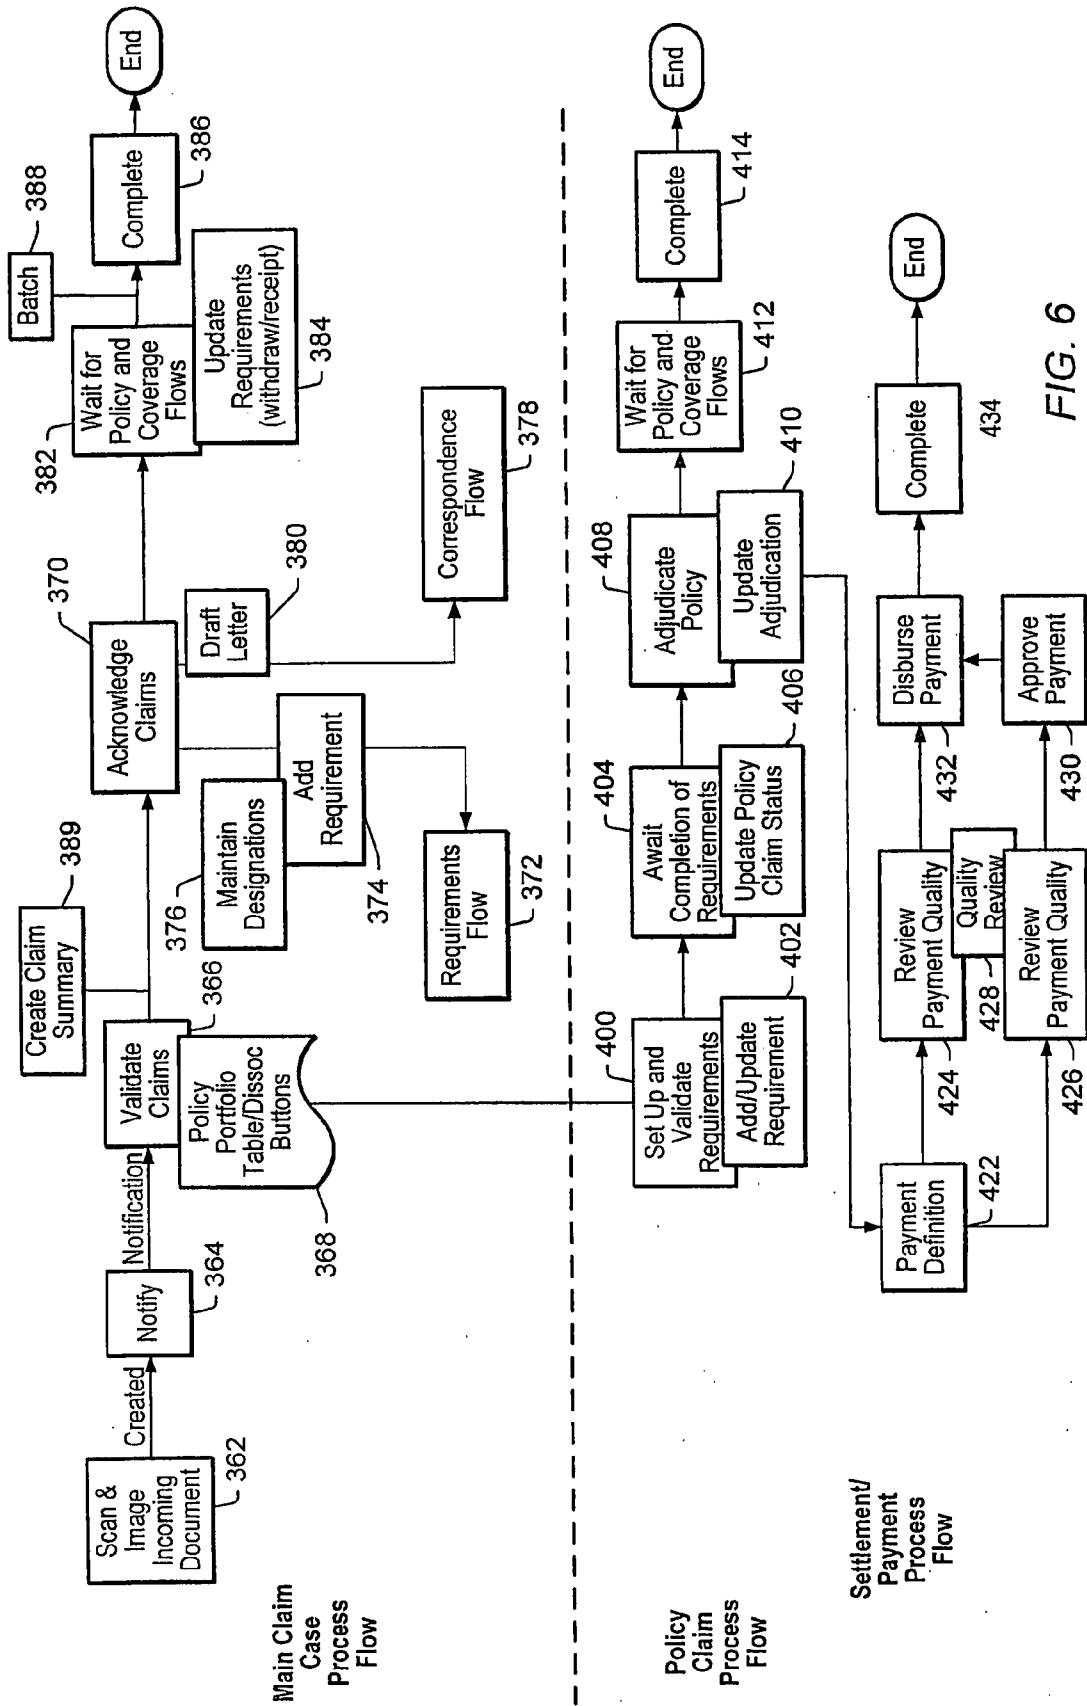 Main Claim
Case
Process
Flow
Scan &
Image
Incoming
Document
362
Created
Notify
364
Notification
Validate
Claims
366
Policy
Portfolio
Table/Dissoc
Buttons
368
Create Claim
Summary
389
Acknowledge
Claims
370
Maintain
Designations
376
Add
Requirement
374
Requirements
Flow
372
Draft
Letter
380
Correspondence
Flow
378
Wait for
Policy and
Coverage
Flows
382
Update
Requirements
(withdraw/receipt)
384
Batch
388
Complete
386
End
Policy
Claim
Process
Flow
Set Up and
Validate
Requirements
400
Add/Update
Requirement
402
Await
Completion of
Requirements
404
Update Policy
Claim Status
406
Adjudicate
Policy
408
Update
Adjudication
410
Wait for
Policy and
Coverage
Flows
412
Complete
414
End
Settlement/
Payment
Process
Flow
Payment
Definition
422
Review
Payment Quality
424
Quality
Review
428
Review
Payment Quality
426
Disburse
Payment
432
Approve
Payment
430
Complete
434
End
FIG. 6